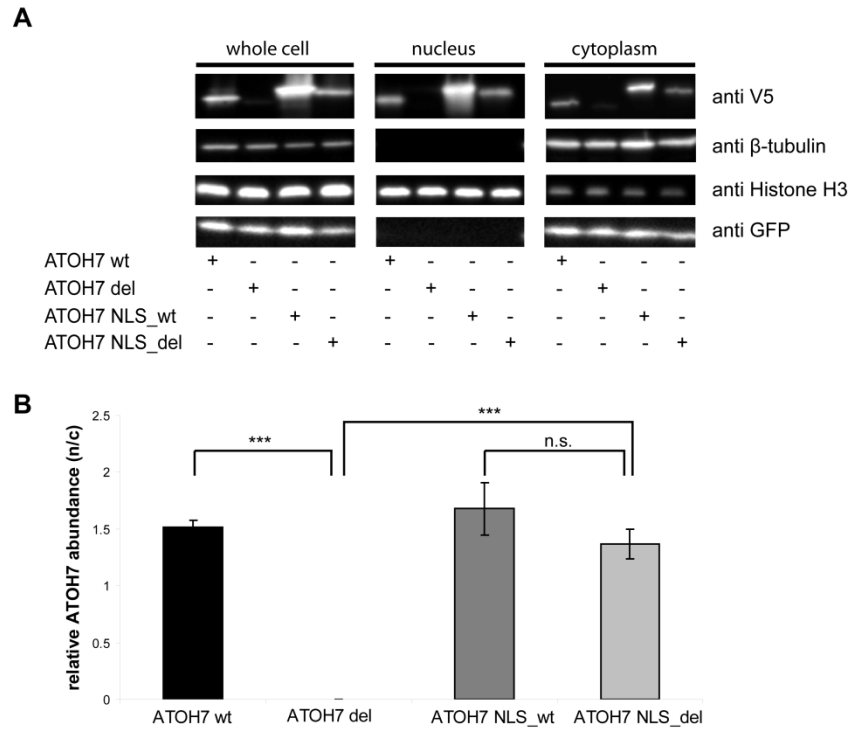 A
whole cell nucleus cytoplasm
anti V5
anti β-tubulin
anti Histone H3
anti GFP
ATOH7 wt + - - - + - - - + - - -
ATOH7 del - + - - - + - - - + - -
ATOH7 NLS_wt - - + - - - + - - - + -
ATOH7 NLS_del - - - + - - - + - - - +
B
relative ATOH7 abundance (n/c)
2.5
2
1.5
1
0.5
0
***
***
n.s.
ATOH7 wt ATOH7 del ATOH7 NLS_wt ATOH7 NLS_del